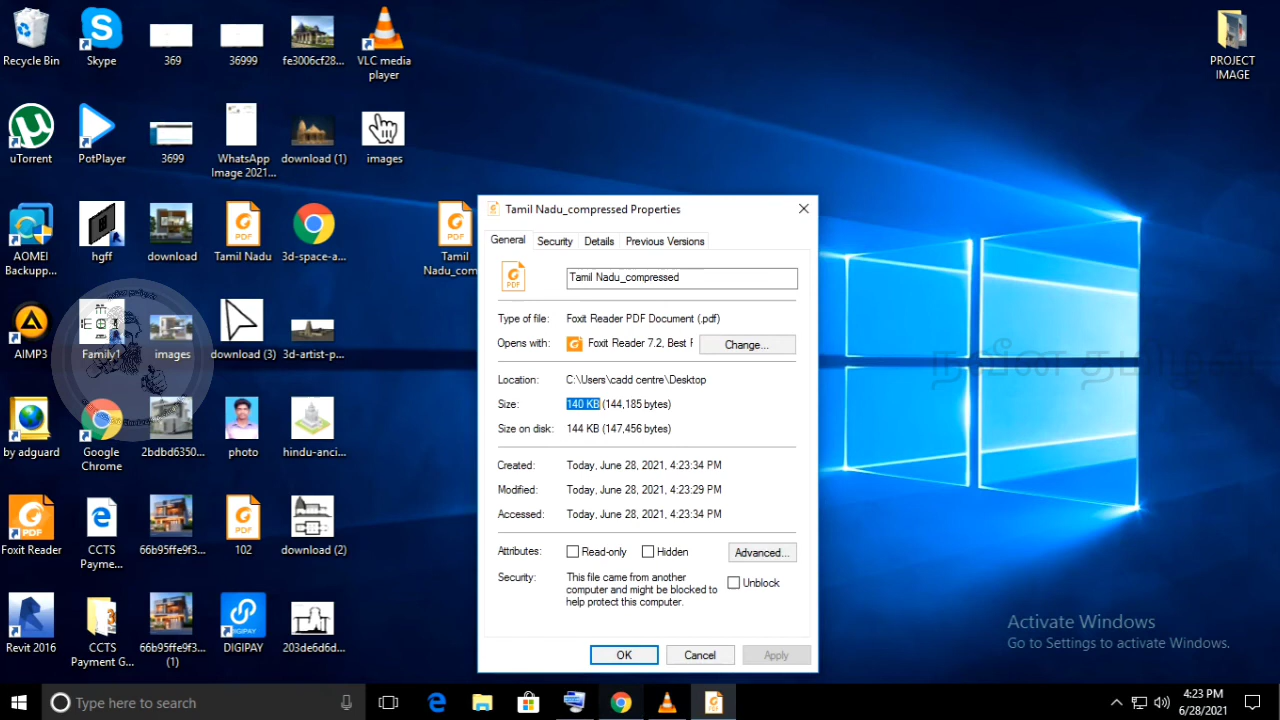 Recycle Bin
Skype
369
36999
fe3006cf28...
VLC media
player
PROJECT
IMAGE
uTorrent
PotPlayer
3699
WhatsApp
Image 2021...
download (1)
images
AOMEI
Backupp...
hgff
download
Tamil Nadu
3d-space-a...
Tamil
Nadu_com
AIMP3
Family1
images
download (3)
3d-artist-p...
by adguard
Google
Chrome
2bdbd6350...
photo
hindu-anci...
Foxit Reader
CCTS
Payme...
66b95ffe9f3...
102
download (2)
Revit 2016
CCTS
Payment G...
66b95ffe9f3...
(1)
DIGIPAY
203de6d6d...
Tamil Nadu_compressed Properties
General Security Details Previous Versions
Tamil Nadu_compressed
Type of file: Foxit Reader PDF Document (.pdf)
Opens with: Foxit Reader 7.2, Best F Change...
Location: C:\Users\cadd centre\Desktop
Size: 140 KB (144,185 bytes)
Size on disk: 144 KB (147,456 bytes)
Created: Today, June 28, 2021, 4:23:34 PM
Modified: Today, June 28, 2021, 4:23:29 PM
Accessed: Today, June 28, 2021, 4:23:34 PM
Attributes: Read-only Hidden Advanced...
Security: This file came from another
computer and might be blocked to
help protect this computer.
Unblock
OK Cancel Apply
Activate Windows
Go to Settings to activate Windows.
Type here to search
4:23 PM
6/28/2021